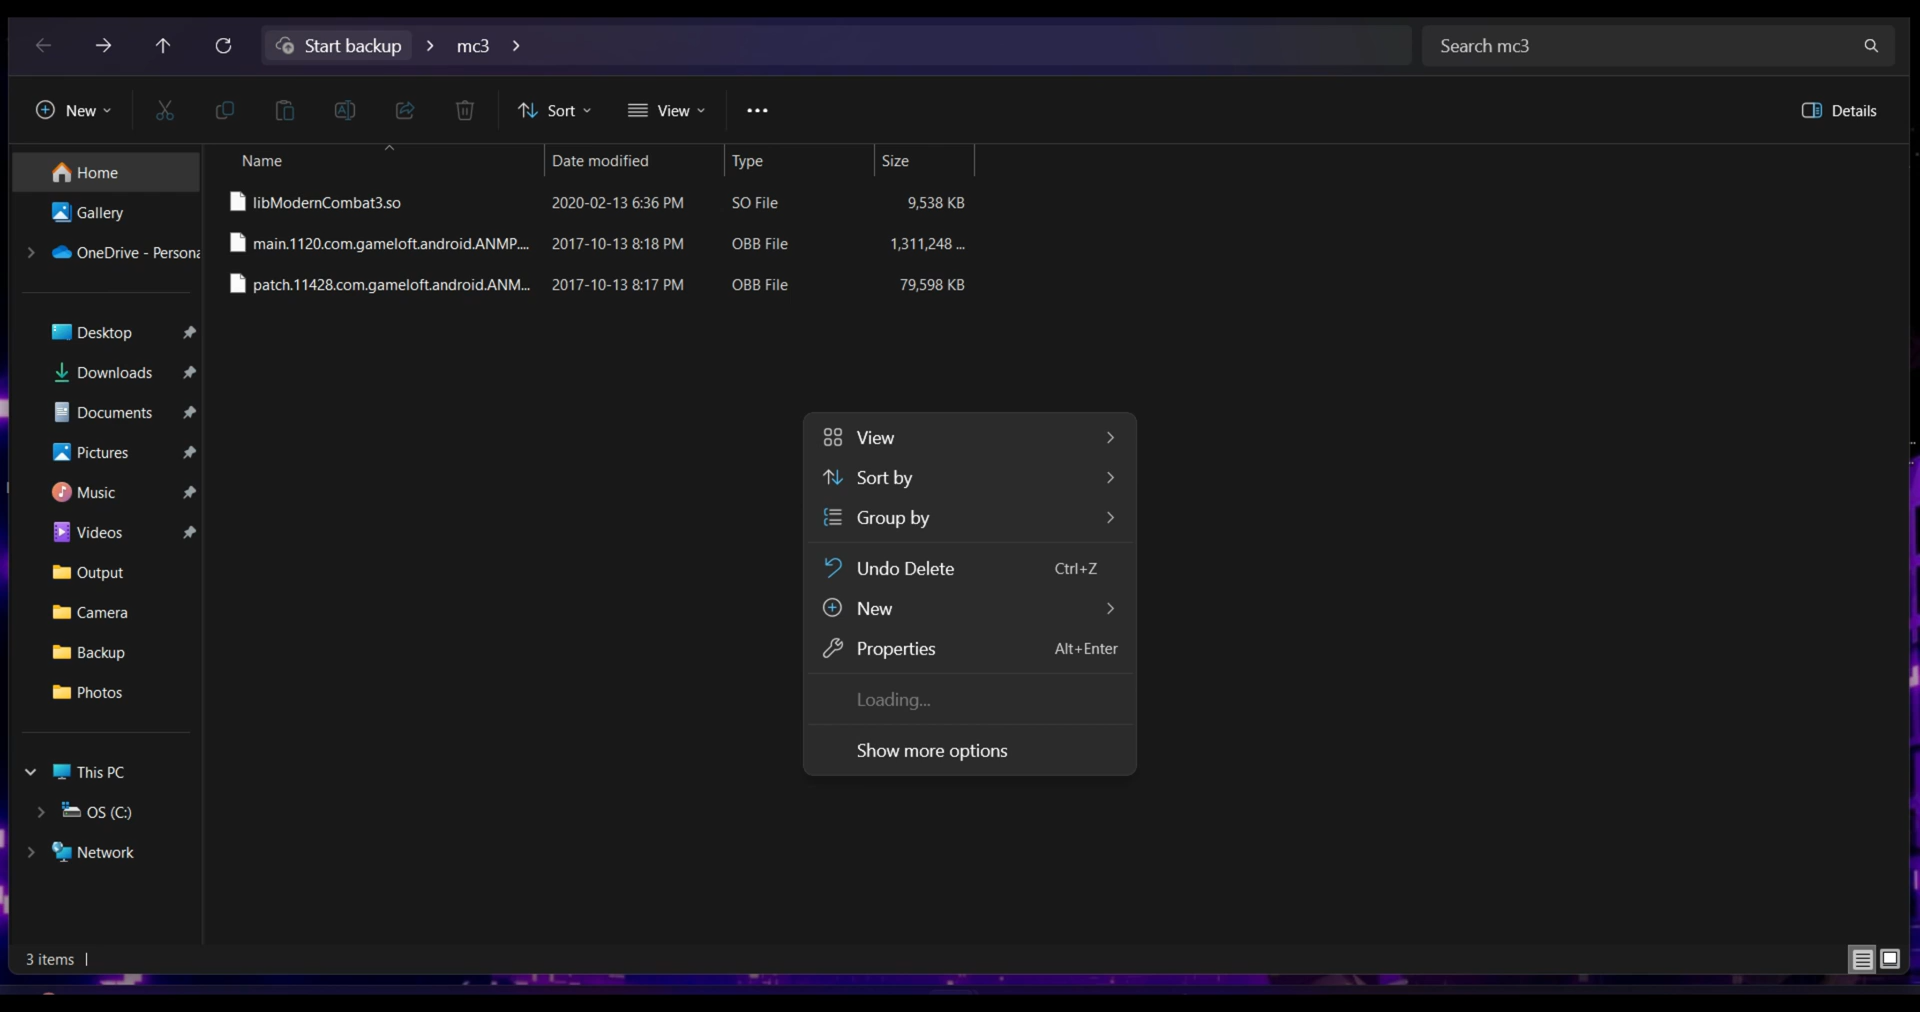 Start backup > mc3 >
Search mc3
New
Sort
View
...
Details
Name Date modified Type Size
libModernCombat3.so 2020-02-13 6:36 PM SO File 9,538 KB
main.1120.com.gameloft.android.ANMP.... 2017-10-13 8:18 PM OBB File 1,311,248 ...
patch.11428.com.gameloft.android.ANM... 2017-10-13 8:17 PM OBB File 79,598 KB
Home
Gallery
OneDrive - Persona
Desktop
Downloads
Documents
Pictures
Music
Videos
Output
Camera
Backup
Photos
This PC
OS (C:)
Network
View
Sort by
Group by
Undo Delete Ctrl+Z
New
Properties Alt+Enter
Loading...
Show more options
3 items